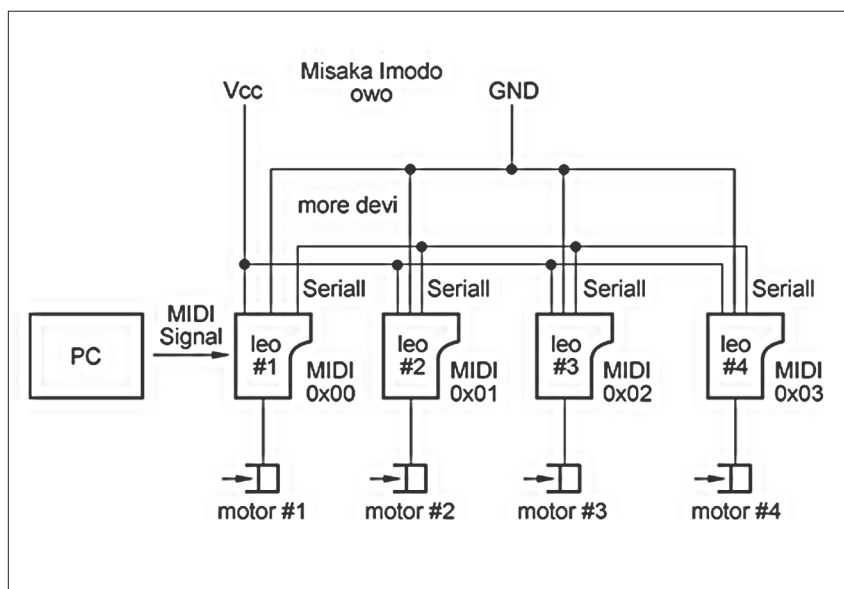 Misaka Imodo
owo
Vcc
GND
more devi
Seriall
Seriall
Seriall
Seriall
MIDI
Signal
PC
leo
#1
MIDI
0x00
leo
#2
MIDI
0x01
leo
#3
MIDI
0x02
leo
#4
MIDI
0x03
motor #1
motor #2
motor #3
motor #4